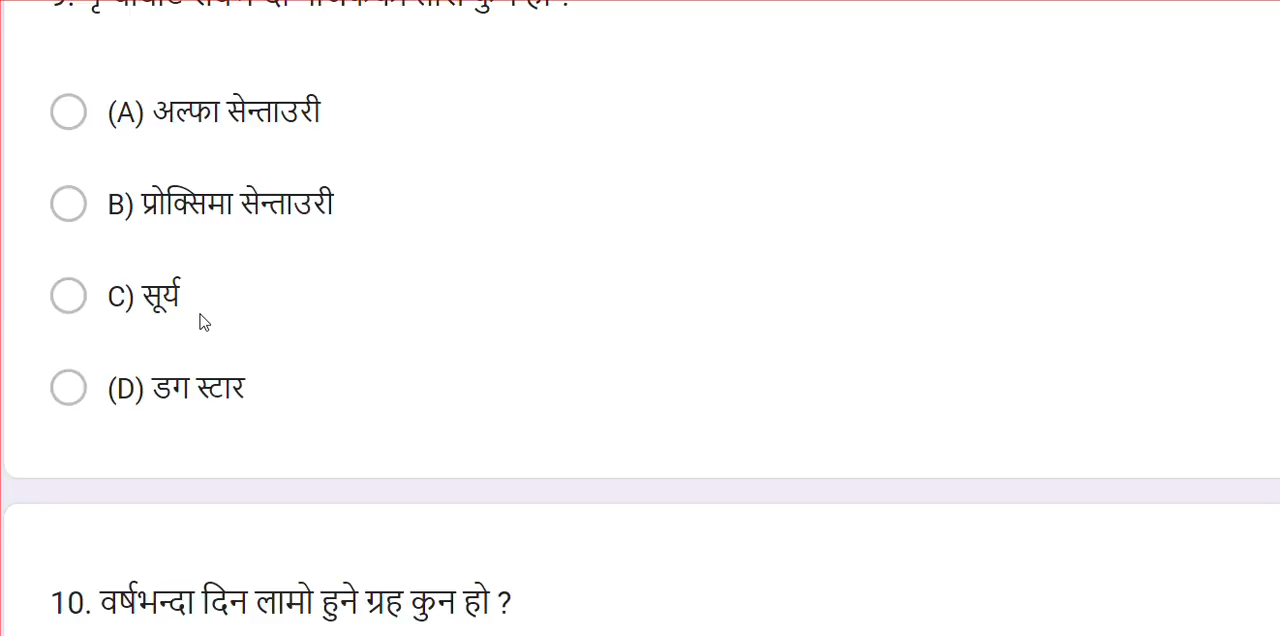 (A) अल्फा सेन्ताउरी
B) प्रोक्सिमा सेन्ताउरी
C) सूर्य
(D) डग स्टार
10. वर्षभन्दा दिन लामो हुने ग्रह कुन हो ?